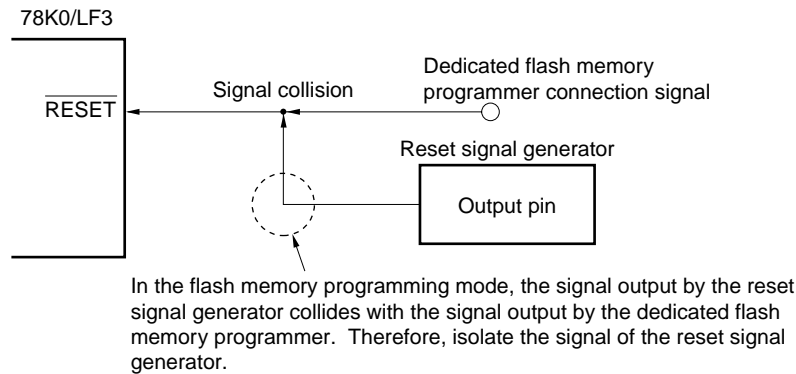 78K0/LF3
Dedicated flash memory
programmer connection signal
Signal collision
RESET
Reset signal generator
Output pin
In the flash memory programming mode, the signal output by the reset
signal generator collides with the signal output by the dedicated flash
memory programmer.  Therefore, isolate the signal of the reset signal
generator.